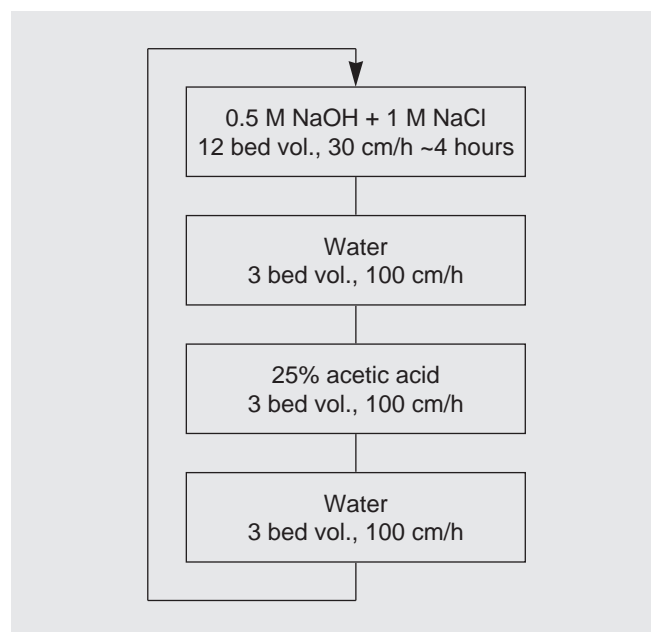 0.5 M NaOH + 1 M NaCl
12 bed vol., 30 cm/h ~4 hours
Water
3 bed vol., 100 cm/h
25% acetic acid
3 bed vol., 100 cm/h
Water
3 bed vol., 100 cm/h